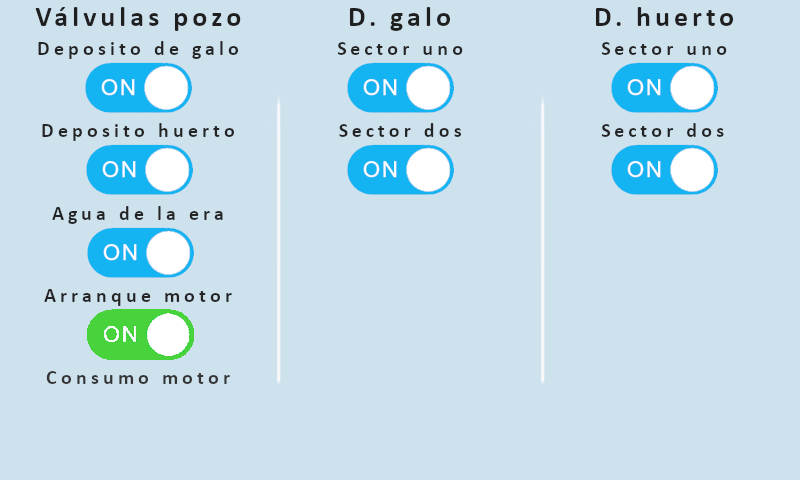 Válvulas pozo
Deposito de galo
ON
Deposito huerto
ON
Agua de la era
ON
Arranque motor
ON
Consumo motor
D. galo
Sector uno
ON
Sector dos
ON
D. huerto
Sector uno
ON
Sector dos
ON